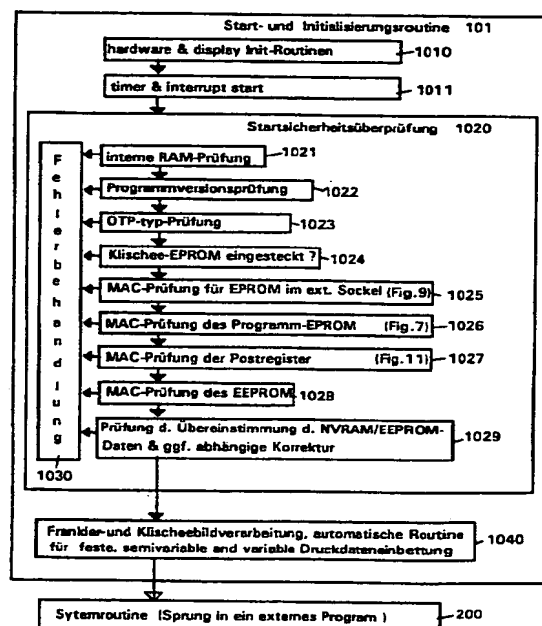 Start- und Initialisierungsroutine 101
hardware & display Init-Routinen
1010
timer & interrupt start
1011
Startsicherheitsüberprüfung 1020
Fehlerbehandlung
1030
interne RAM-Prüfung
1021
Programmversionsprüfung
1022
OTP-typ-Prüfung
1023
Klischee-EPROM eingesteckt ?
1024
MAC-Prüfung für EPROM im ext. Sockel (Fig.9)
1025
MAC-Prüfung des Programm-EPROM (Fig.7)
1026
MAC-Prüfung der Postregister (Fig.11)
1027
MAC-Prüfung des EEPROM
1028
Prüfung d. Übereinstimmung d. NVRAM/EEPROM-
Daten & ggf. abhängige Korrektur
1029
Frankier-und Klischeebildverarbeitung, automatische Routine
für feste, semivariable and variable Druckdateneinbettung
1040
Sytemroutine (Sprung in ein externes Program )
200